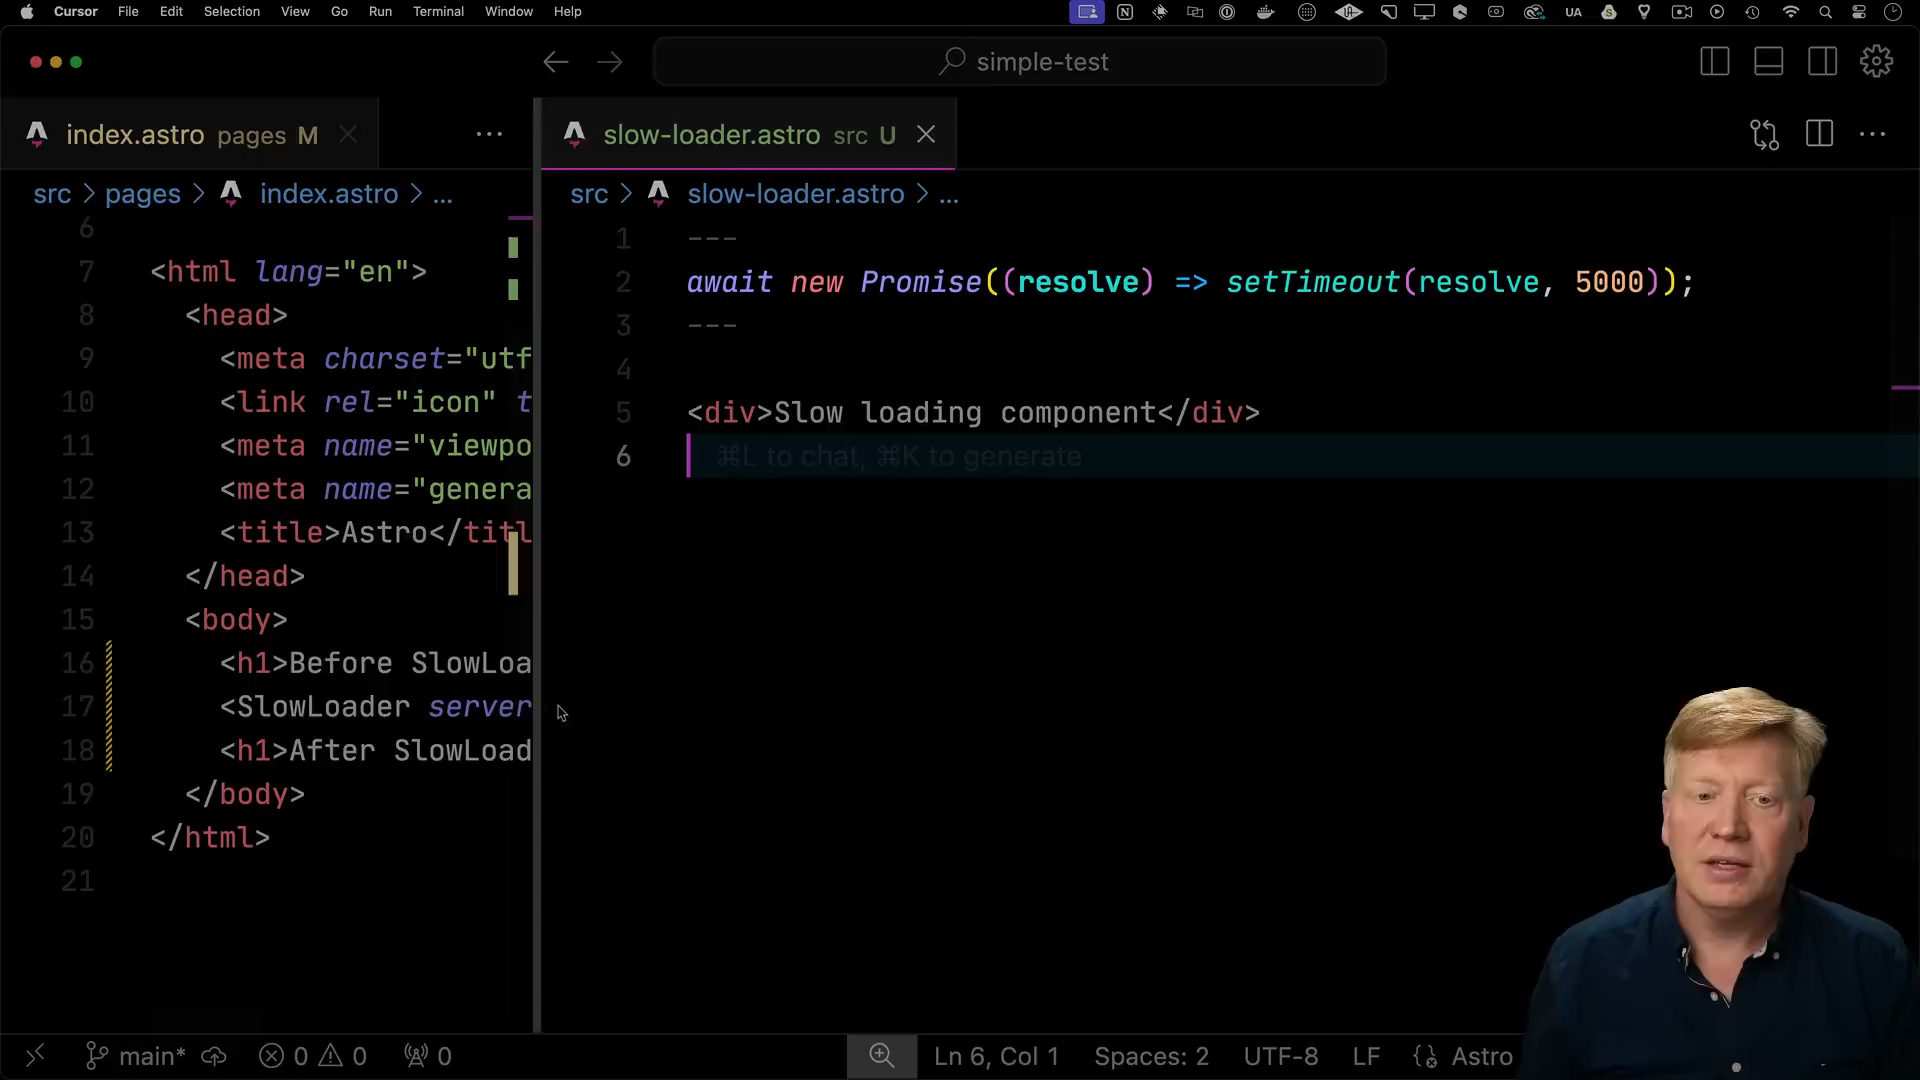 Cursor File Edit Selection View Go Run Terminal Window Help
UA
simple-test
index.astro pages M
slow-loader.astro src U
src > pages > index.astro > ...
src > slow-loader.astro > ...
6
7 <html lang="en">
8 <head>
9 <meta charset="utf
10 <link rel="icon" t
11 <meta name="viewpo
12 <meta name="genera
13 <title>Astro</titl
14 </head>
15 <body>
16 <h1>Before SlowLoa
17 <SlowLoader server
18 <h1>After SlowLoad
19 </body>
20 </html>
21
1 ---
2 await new Promise((resolve) => setTimeout(resolve, 5000));
3 ---
4
5 <div>Slow loading component</div>
6 ⌘L to chat, ⌘K to generate
main* 0 0 0 Ln 6, Col 1 Spaces: 2 UTF-8 LF Astro